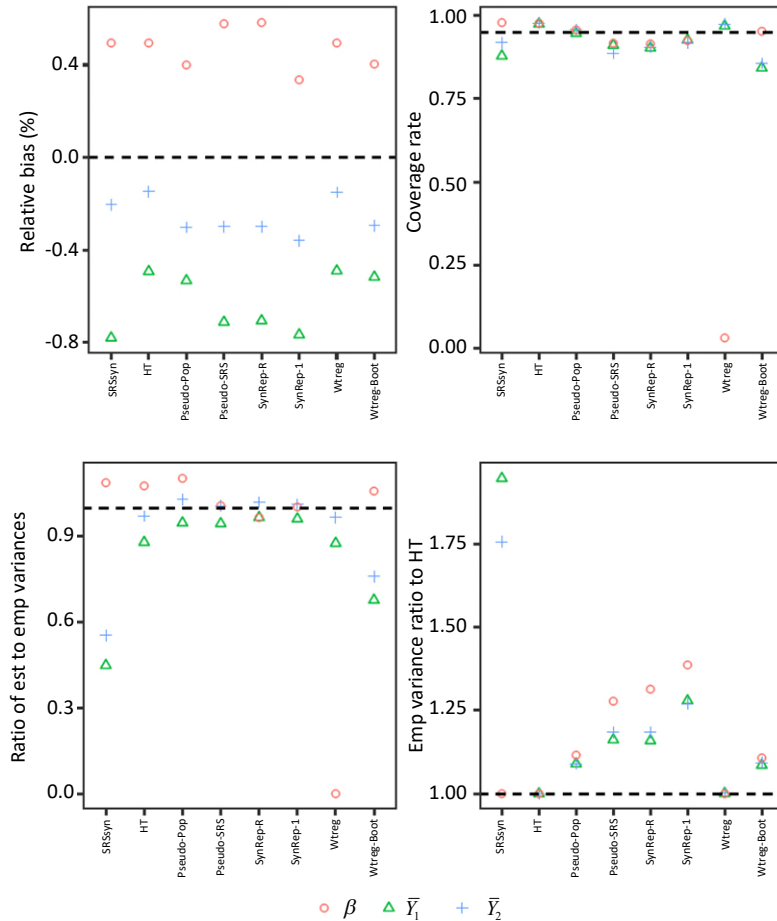 Relative bias (%)
0.4
0.0
-0.4
-0.8
SRSsyn
HT
Pseudo-Pop
Pseudo-SRS
SynRep-R
SynRep-1
Wtreg
Wtreg-Boot
Coverage rate
1.00
0.75
0.50
0.25
0.00
SRSsyn
HT
Pseudo-Pop
Pseudo-SRS
SynRep-R
SynRep-1
Wtreg
Wtreg-Boot
Ratio of est to emp variances
0.9
0.6
0.3
0.0
SRSsyn
HT
Pseudo-Pop
Pseudo-SRS
SynRep-R
SynRep-1
Wtreg
Wtreg-Boot
Emp variance ratio to HT
1.75
1.50
1.25
1.00
SRSsyn
HT
Pseudo-Pop
Pseudo-SRS
SynRep-R
SynRep-1
Wtreg
Wtreg-Boot
β Ȳ₁ Ȳ₂